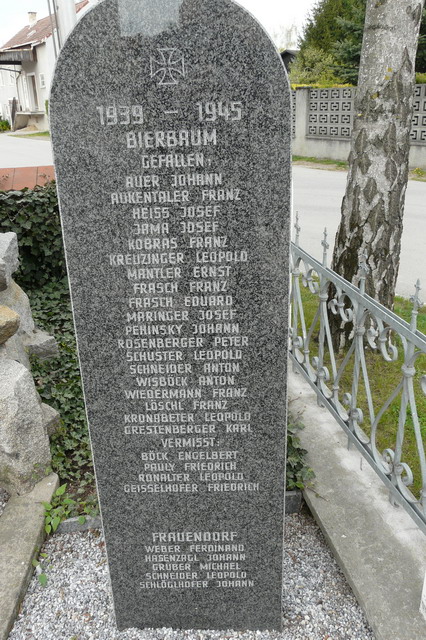 1939 – 1945
BIERBAUM
GEFALLEN:
AUER JOHANN
AUKENTALER FRANZ
HEISS JOSEF
JAMA JOSEF
KOBRAS FRANZ
KREUZINGER LEOPOLD
MANTLER ERNST
FRASCH FRANZ
FRASCH EDUARD
MARINGER JOSEF
PEHINSKY JOHANN
ROSENBERGER PETER
SCHUSTER LEOPOLD
SCHNEIDER ANTON
WISBÖCK ANTON
WIEDERMANN FRANZ
LÖSCHL FRANZ
KRONABETER LEOPOLD
GRESTENBERGER KARL
VERMISST:
BÖCK ENGELBERT
PAULY FRIEDRICH
RONALTER LEOPOLD
GEISSELHOFER FRIEDRICH
FRAUENDORF
WEBER FERDINAND
HASENZAGL JOHANN
GRUBER MICHAEL
SCHNEIDER LEOPOLD
SCHLÖGLHOFER JOHANN